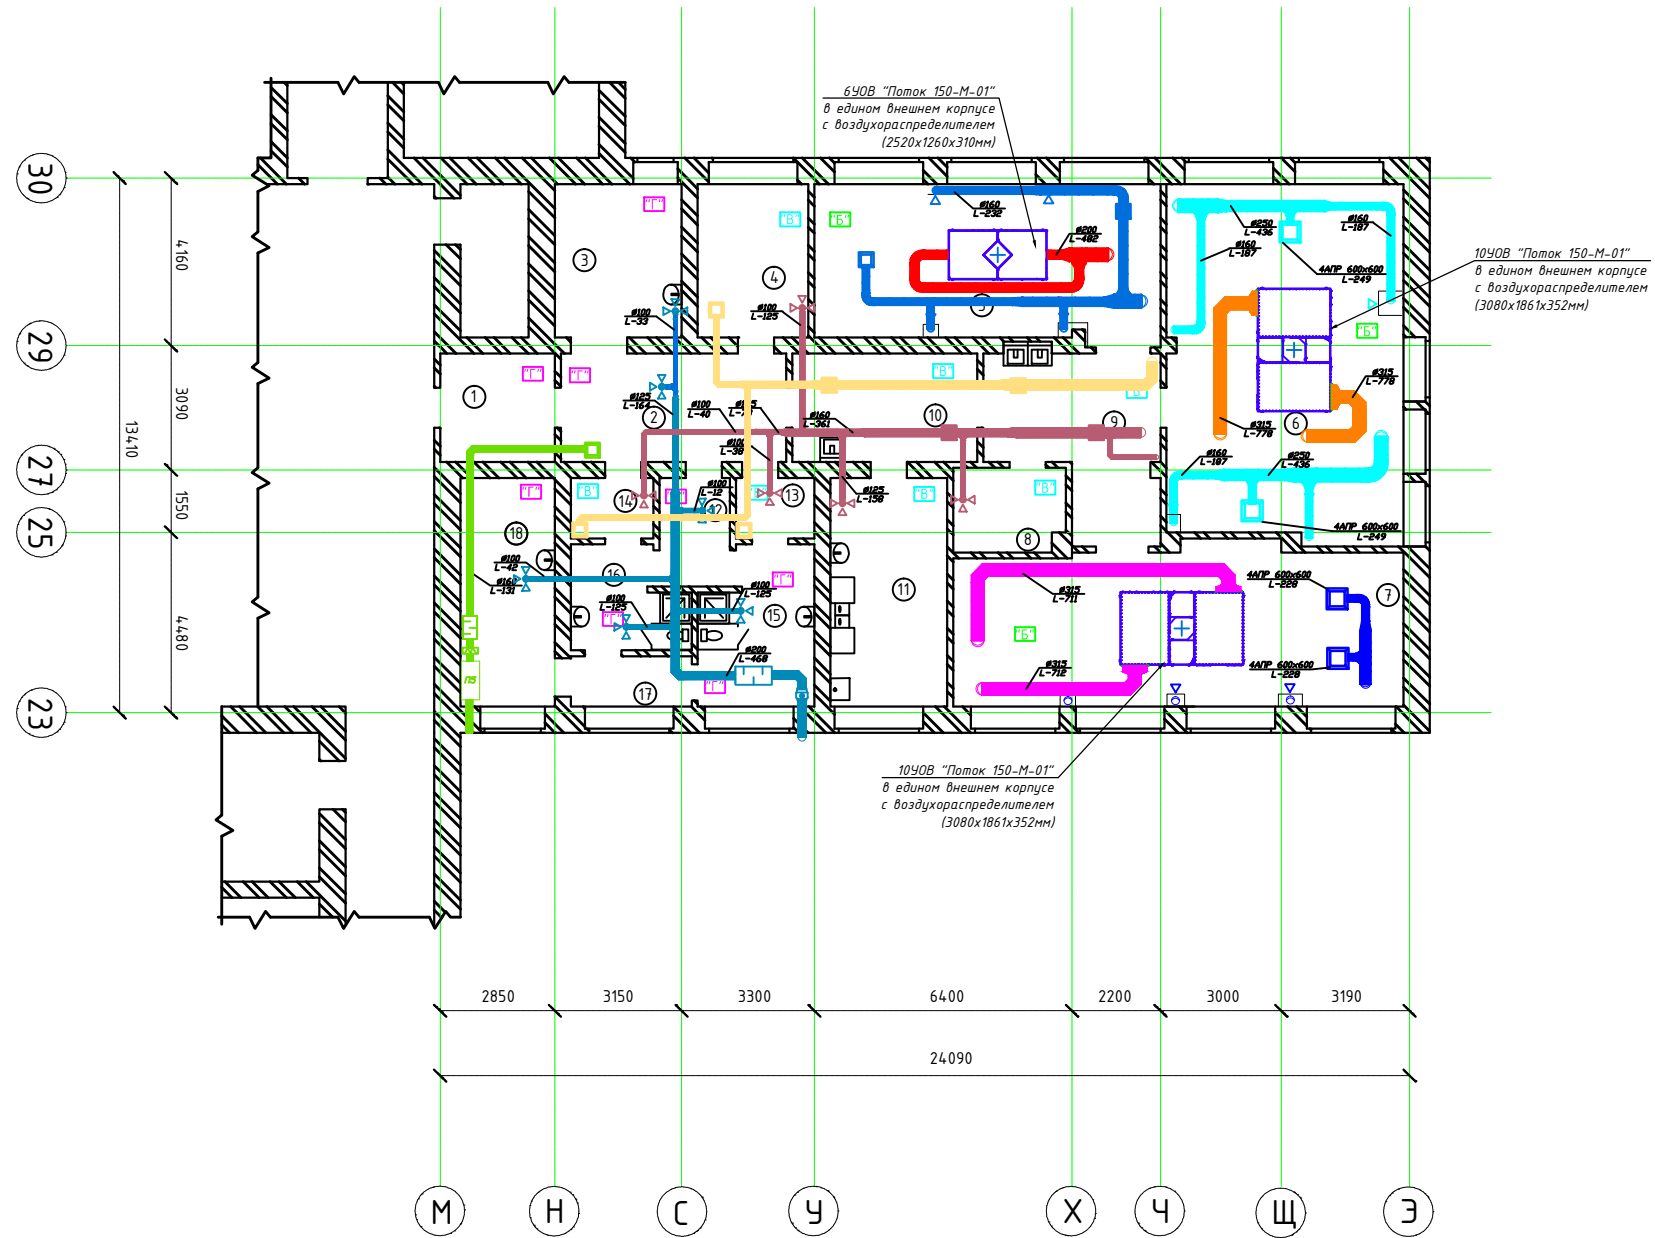 6УОВ "Поток 150-М-01"
в едином внешнем корпусе
с воздухораспределителем
(2520х1260х310мм)
10УОВ "Поток 150-М-01"
в едином внешнем корпусе
с воздухораспределителем
(3080х1861х352мм)
10УОВ "Поток 150-М-01"
в едином внешнем корпусе
с воздухораспределителем
(3080х1861х352мм)
30
29
27
25
23
4160
3090
1550
4480
13410
"Г"
"В"
"Б"
3
4
5
ø160
L-232
ø200
L-482
ø250
L-436
ø160
L-187
ø160
L-187
4АПР 600х600
L-249
"Б"
ø100
L-33
ø100
L-125
"Г"
"Г"
"В"
1
2
10
9
6
ø125
L-164
ø100
L-40
ø160
L-361
ø100
L-38
ø315
L-778
ø315
L-778
ø160
L-187
ø250
L-436
4АПР 600х600
L-249
"Г"
"В"
"В"
"В"
14
12
13
ø100
L-12
ø125
L-158
18
16
15
17
11
8
7
ø100
L-42
ø160
L-131
ø100
L-125
ø100
L-125
"Г"
"Г"
"Г"
ø200
L-468
П5
ø315
L-711
ø315
L-712
"Б"
4АПР 600х600
L-228
4АПР 600х600
L-228
2850
3150
3300
6400
2200
3000
3190
24090
М
Н
С
У
Х
Ч
Щ
Э